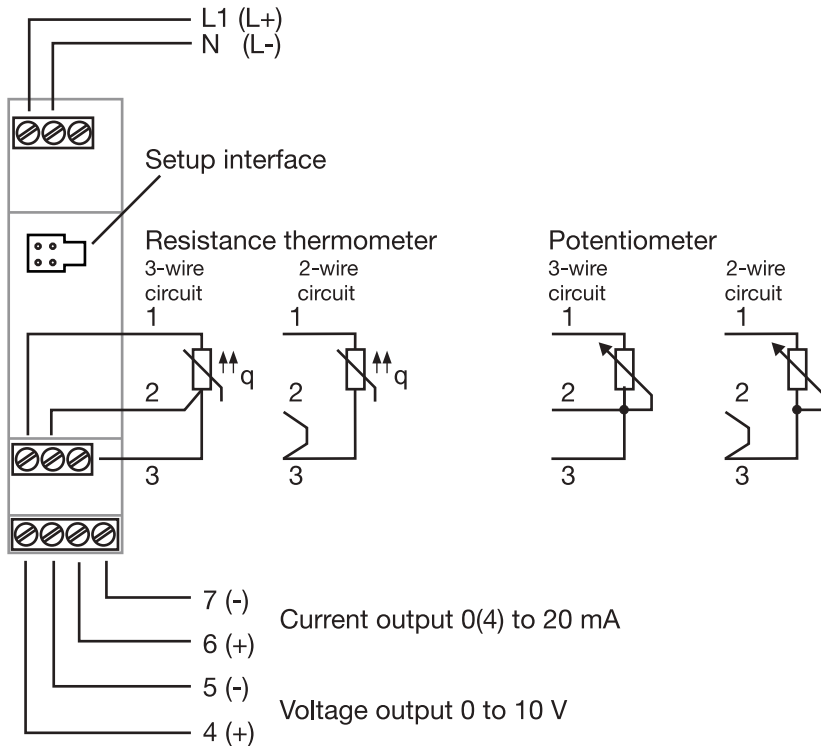 L1 (L+)
N (L-)
Setup interface
Resistance thermometer
3-wire
circuit
1
2
3
2-wire
circuit
1
2
3
q
q
Potentiometer
3-wire
circuit
1
2
3
2-wire
circuit
1
2
3
7 (-)
6 (+)
Current output 0(4) to 20 mA
5 (-)
4 (+)
Voltage output 0 to 10 V